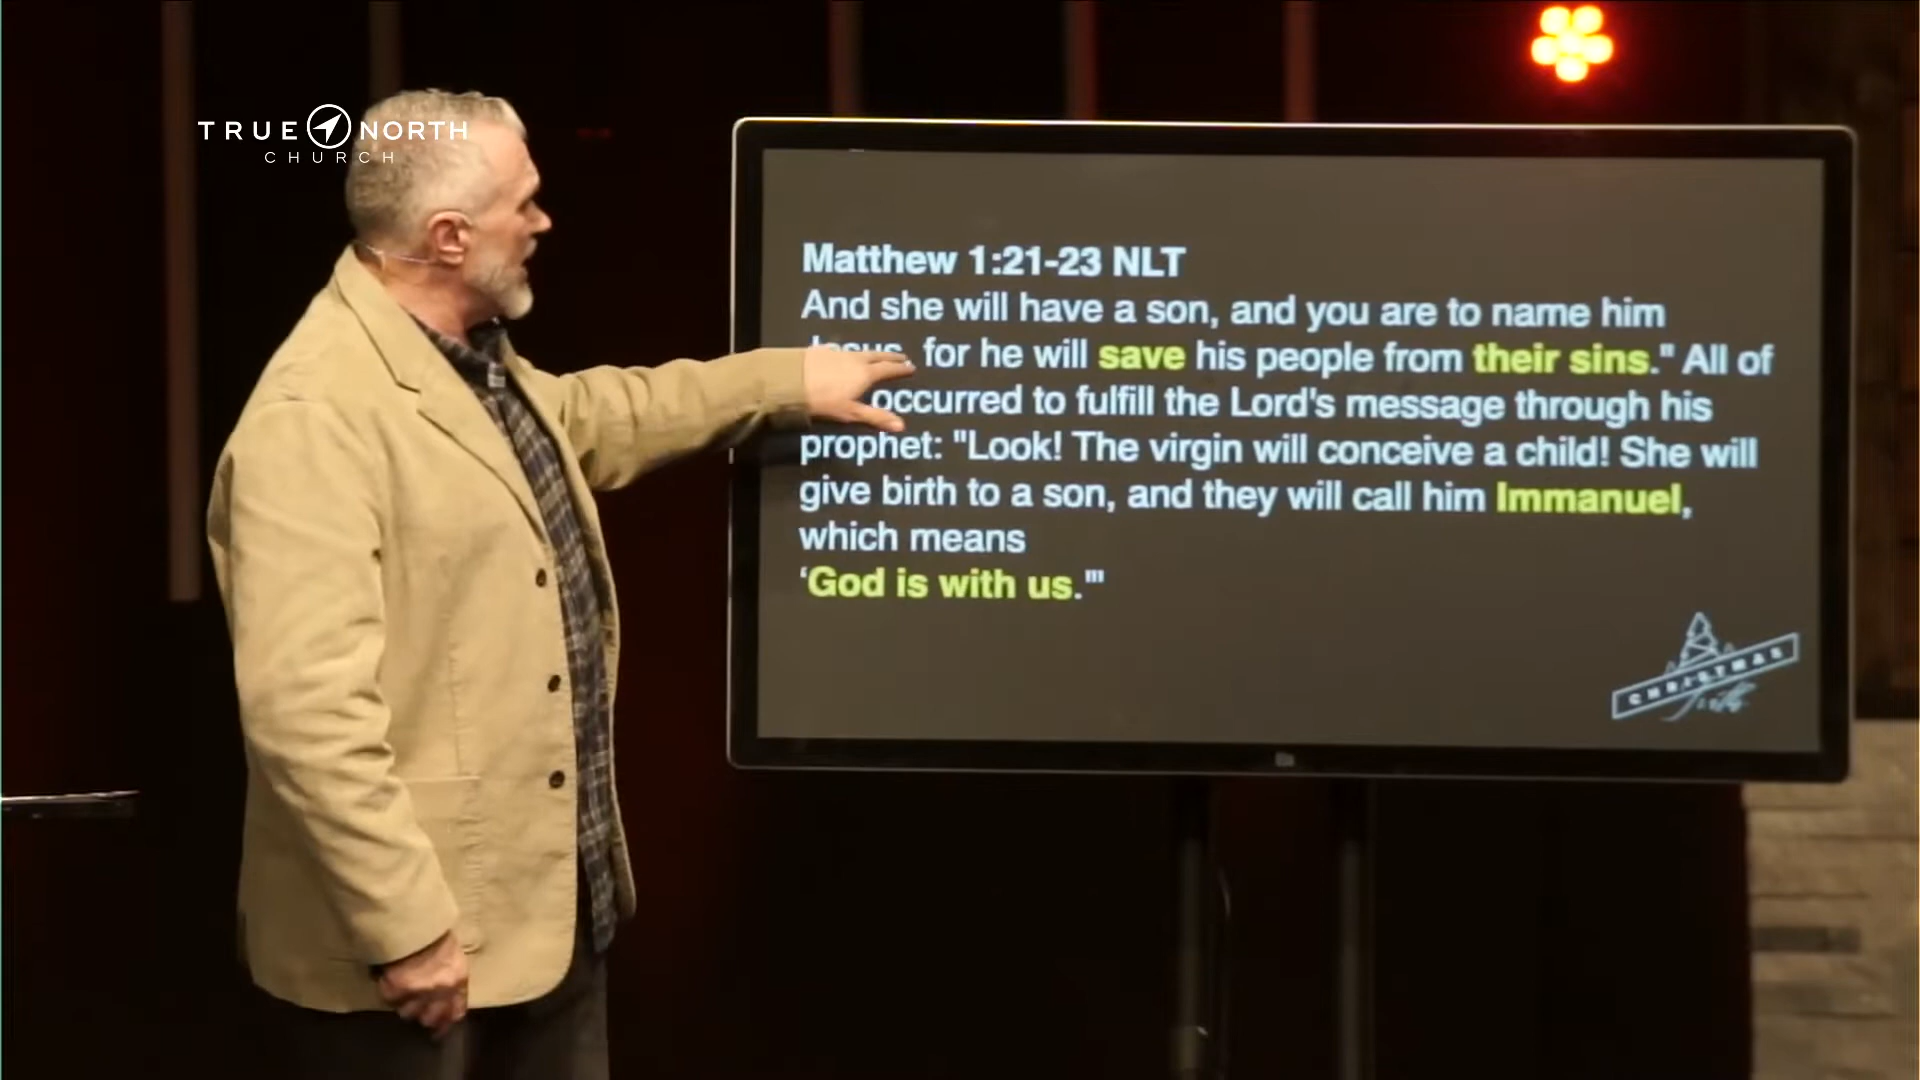 TRUE NORTH
CHURCH
Matthew 1:21-23 NLT
And she will have a son, and you are to name him
Jesus, for he will save his people from their sins." All of
occurred to fulfill the Lord's message through his
prophet: "Look! The virgin will conceive a child! She will
give birth to a son, and they will call him Immanuel,
which means
‘God is with us.'"
CHRISTMAS